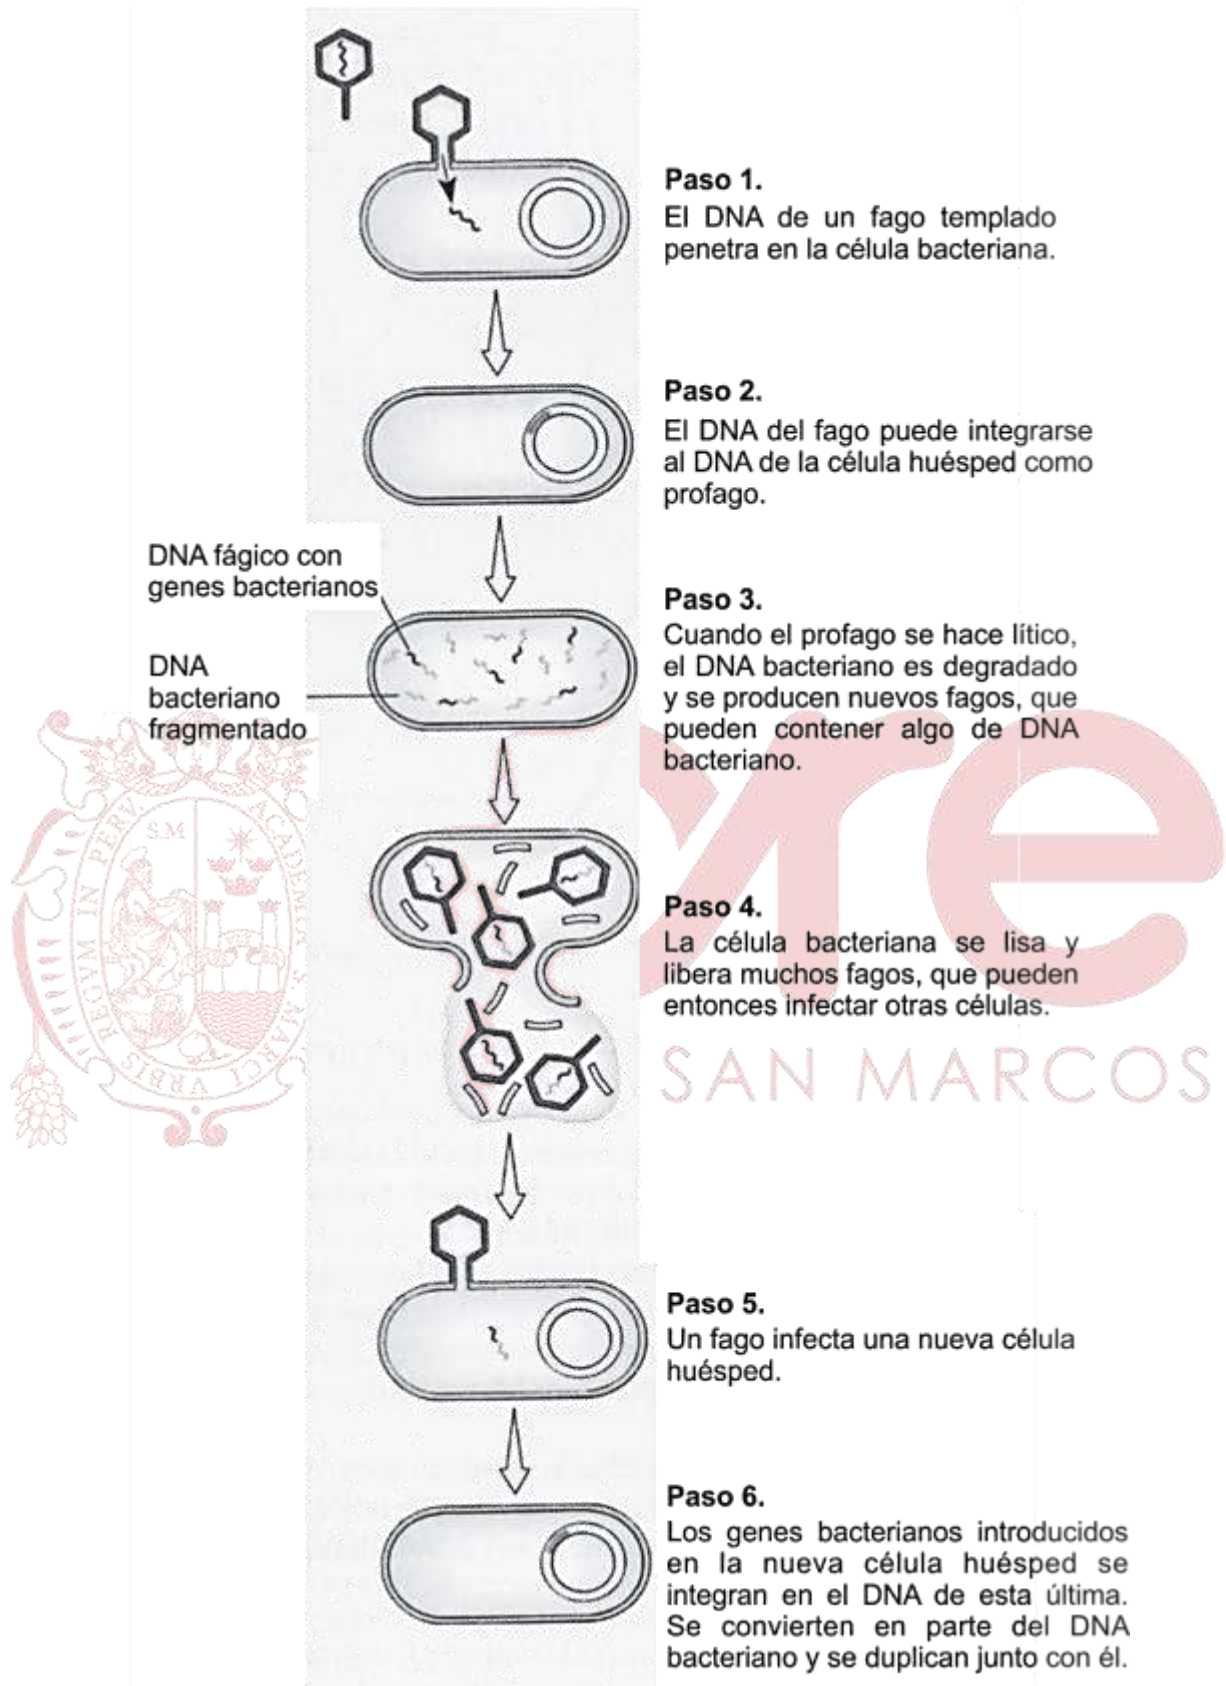 Paso 1.
El DNA de un fago templado
penetra en la célula bacteriana.
Paso 2.
El DNA del fago puede integrarse
al DNA de la célula huésped como
profago.
DNA fágico con
genes bacterianos
DNA
bacteriano
fragmentado
Paso 3.
Cuando el profago se hace lítico,
el DNA bacteriano es degradado
y se producen nuevos fagos, que
pueden contener algo de DNA
bacteriano.
S.M
Paso 4.
La célula bacteriana se lisa y
libera muchos fagos, que pueden
entonces infectar otras células.
SAN MARCOS
Paso 5.
Un fago infecta una nueva célula
huésped.
Paso 6.
Los genes bacterianos introducidos
en la nueva célula huésped se
integran en el DNA de esta última.
Se convierten en parte del DNA
bacteriano y se duplican junto con él.